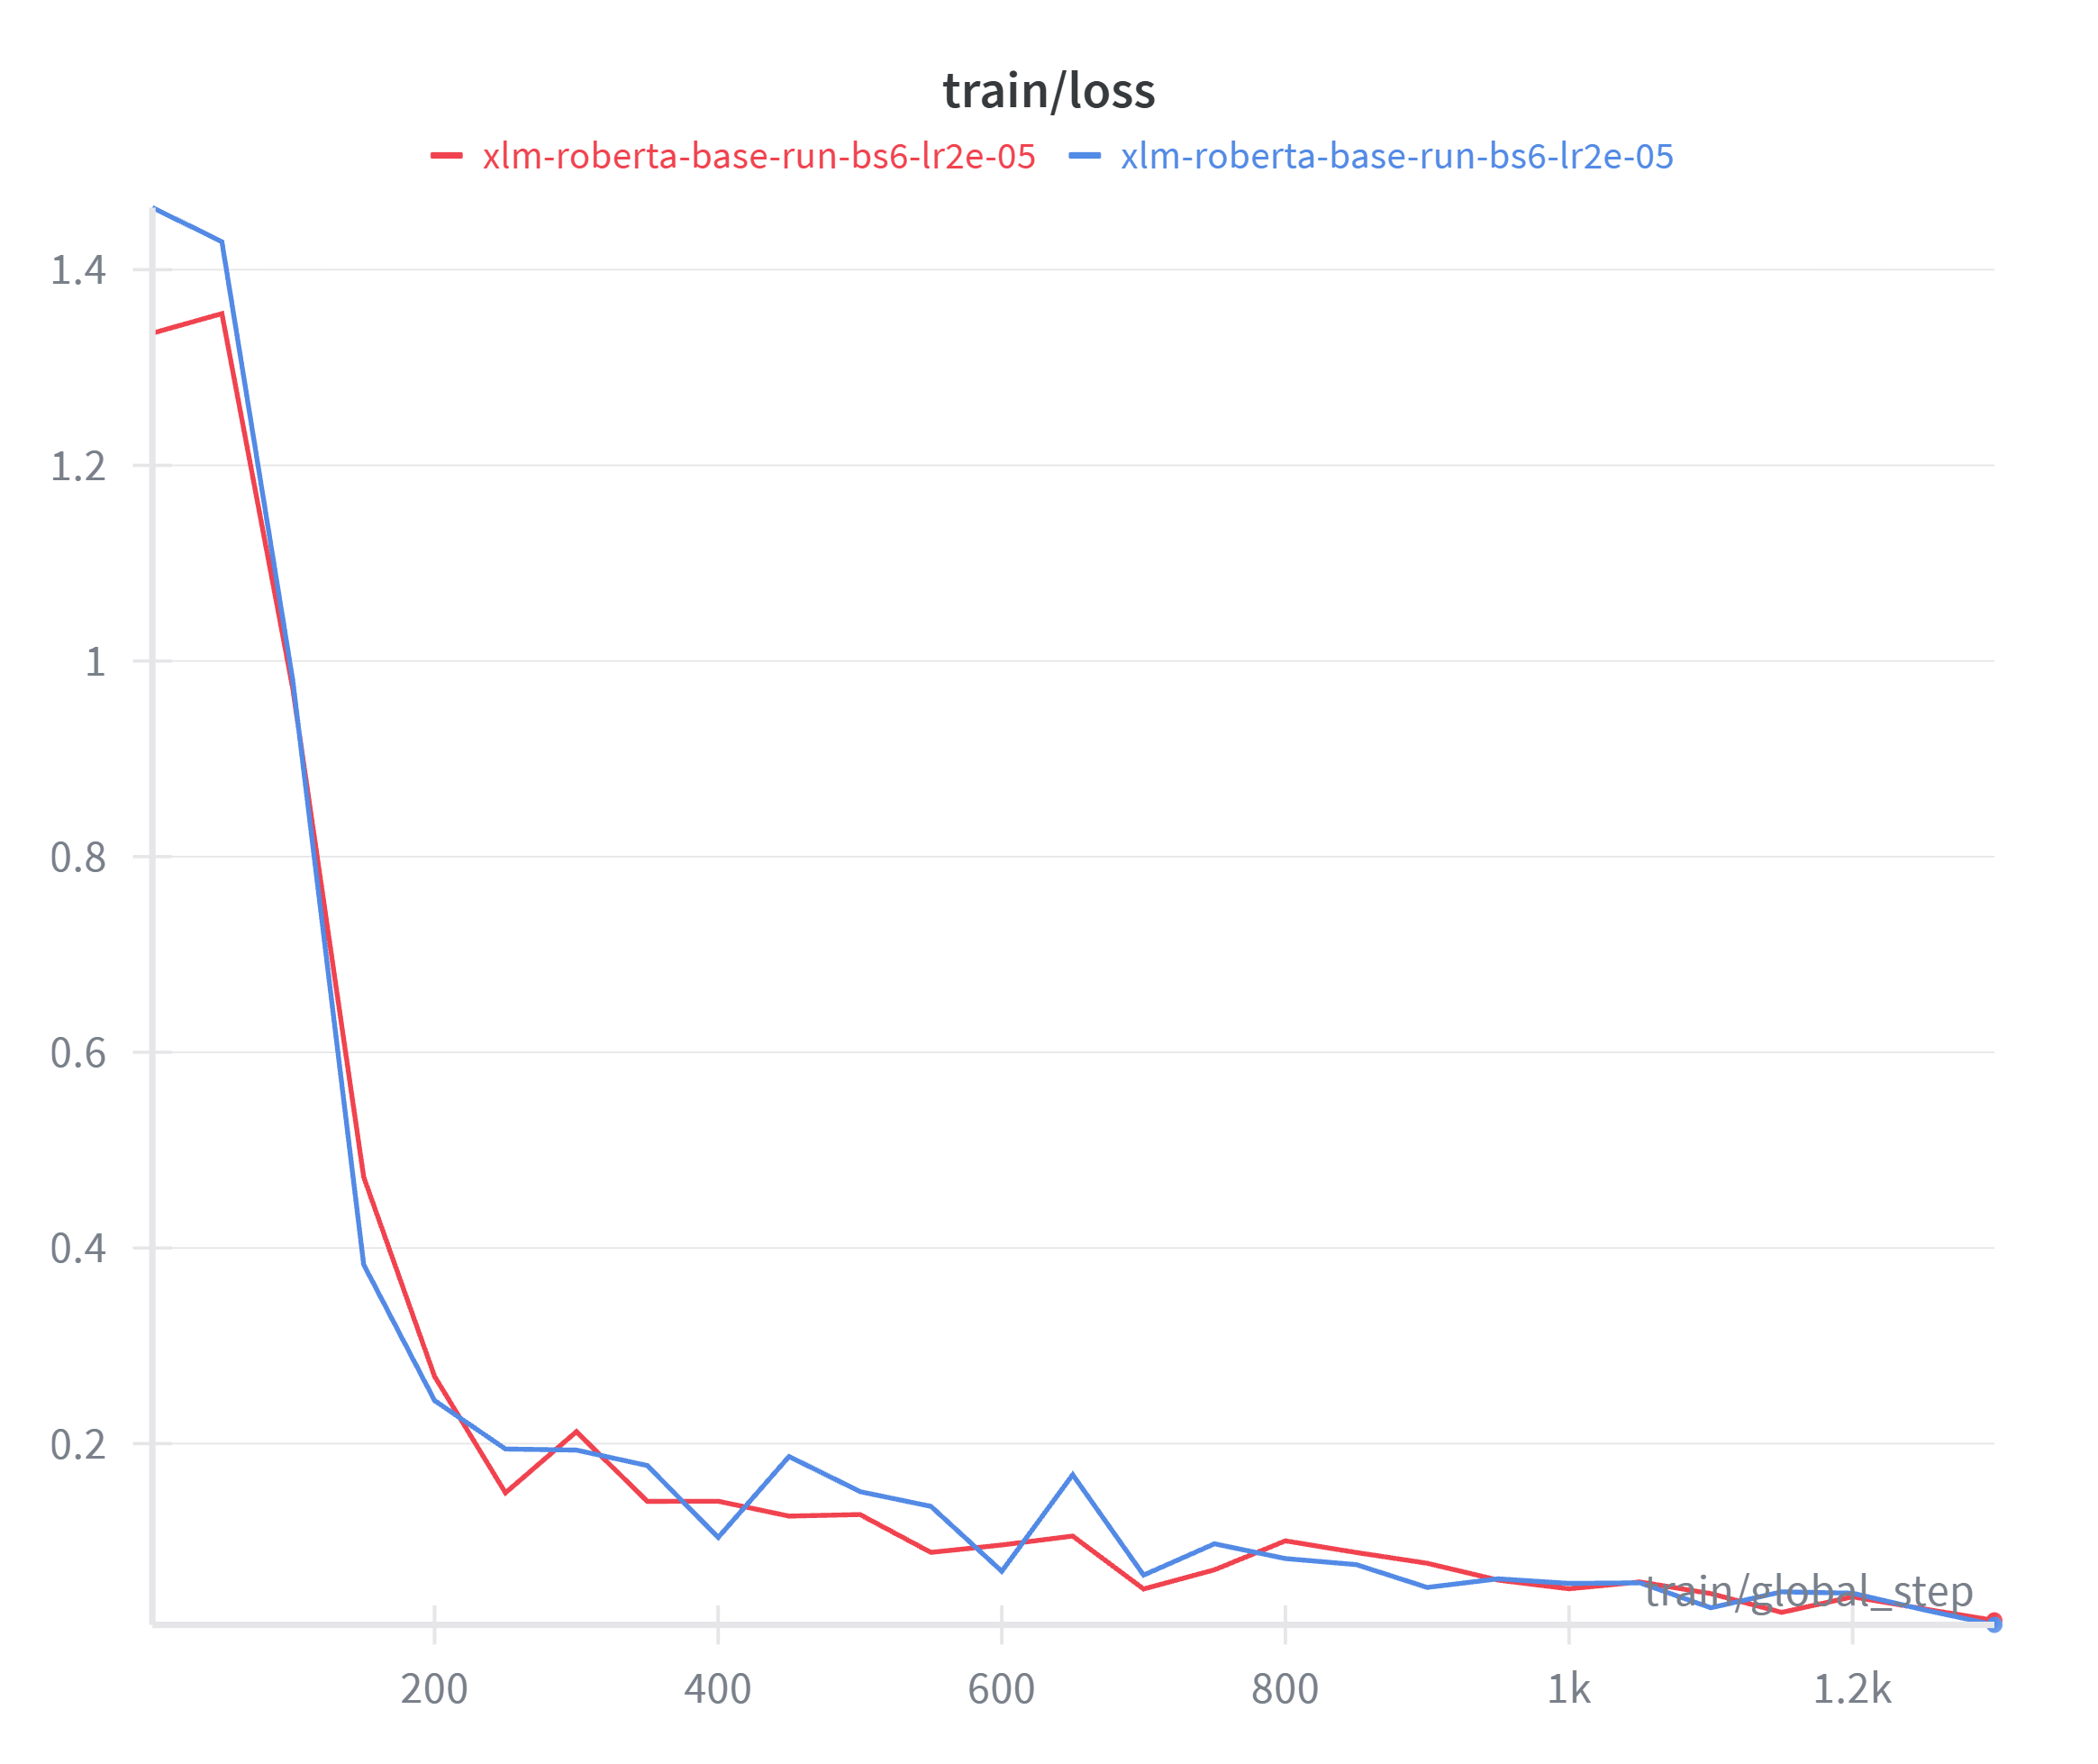 train/loss
xlm-roberta-base-run-bs6-lr2e-05 xlm-roberta-base-run-bs6-lr2e-05
1.4
1.2
1
0.8
0.6
0.4
0.2
train/global_step
200 400 600 800 1k 1.2k